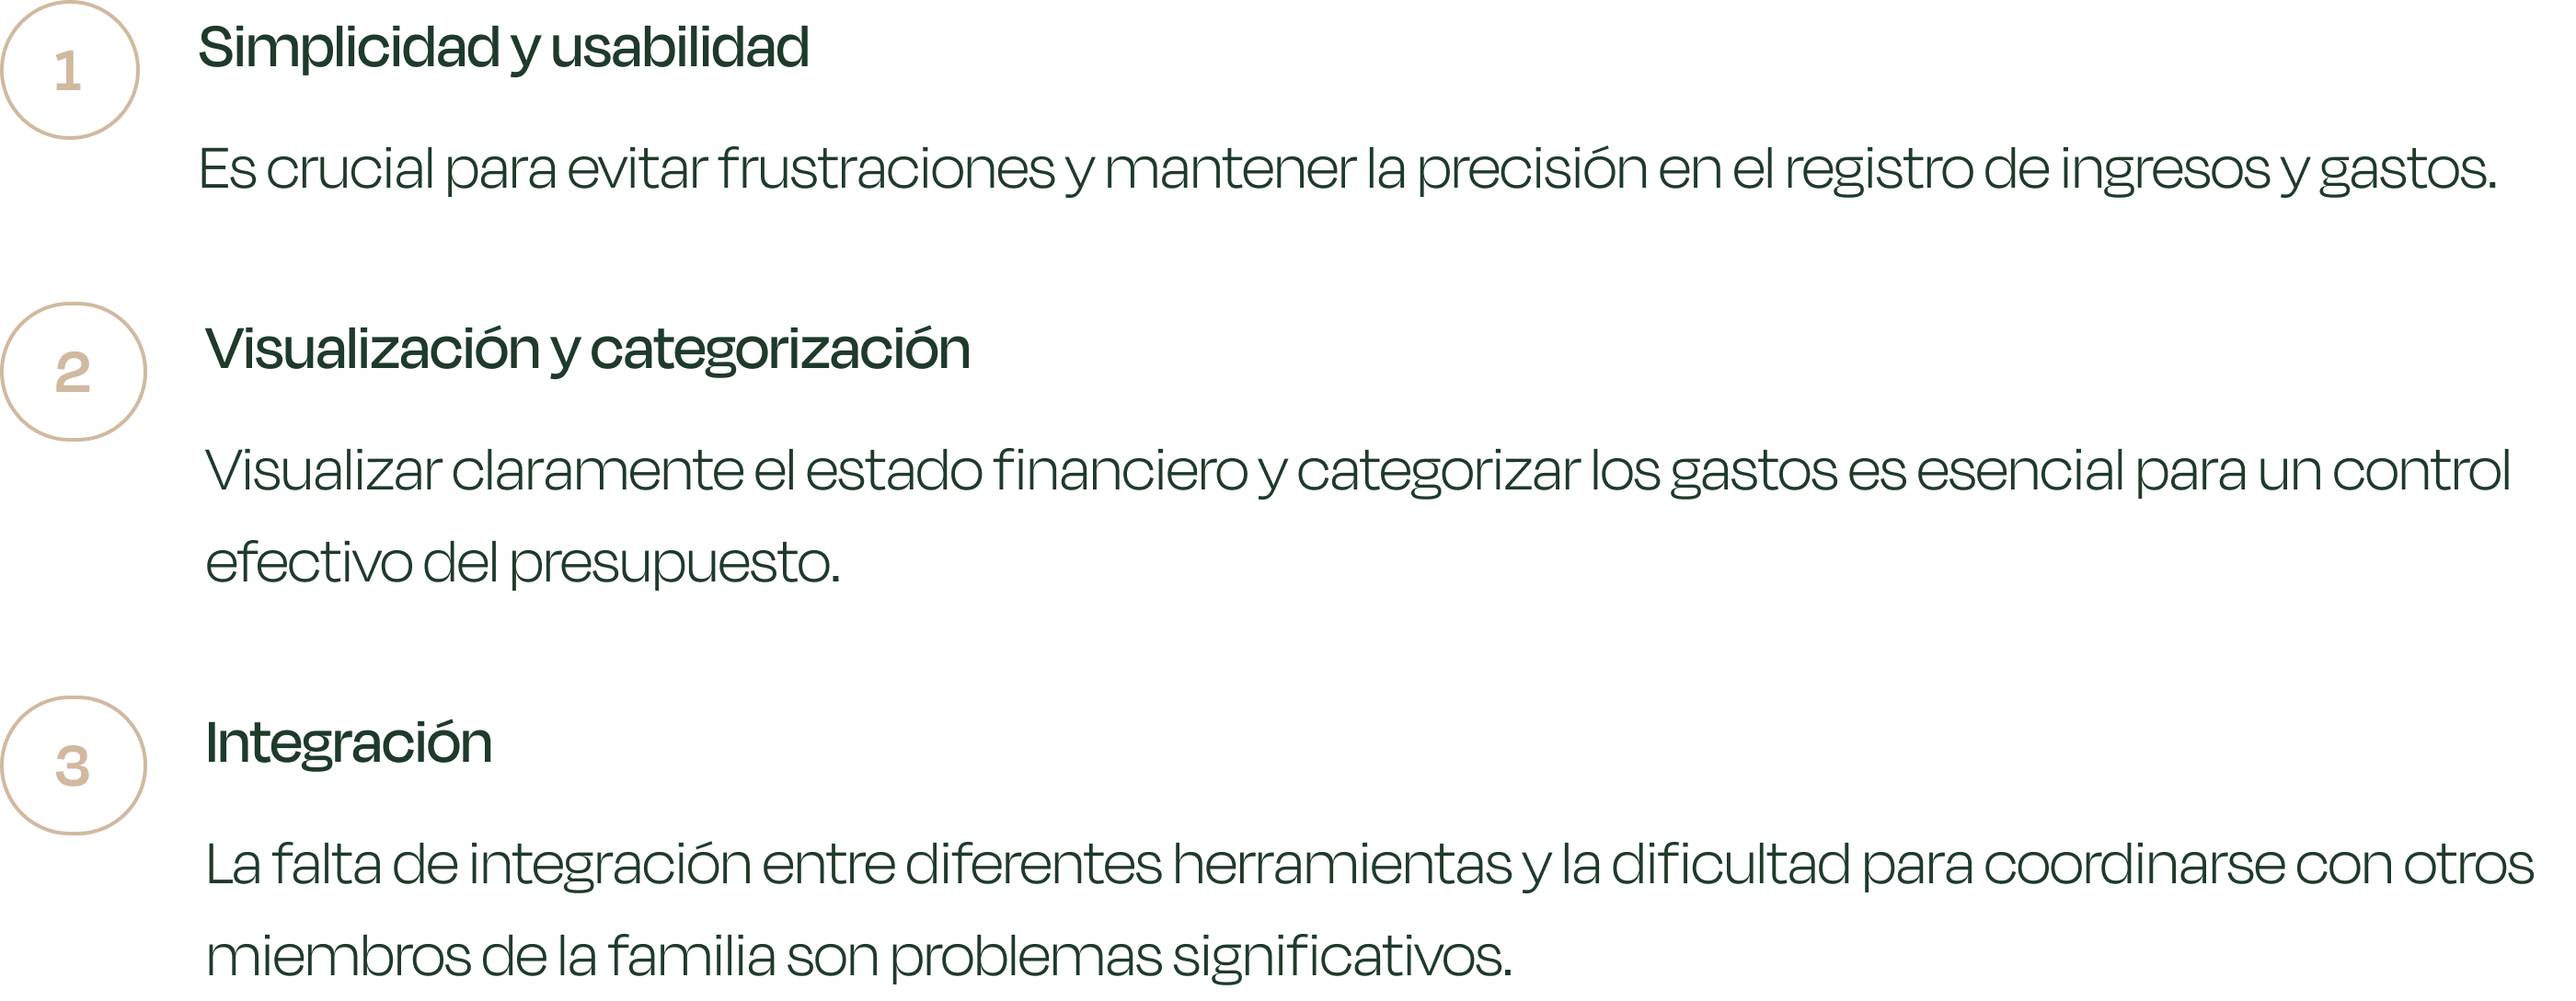 1
Simplicidad y usabilidad
Es crucial para evitar frustraciones y mantener la precisión en el registro de ingresos y gastos.
2
Visualización y categorización
Visualizar claramente el estado financiero y categorizar los gastos es esencial para un control
efectivo del presupuesto.
3
Integración
La falta de integración entre diferentes herramientas y la dificultad para coordinarse con otros
miembros de la familia son problemas significativos.